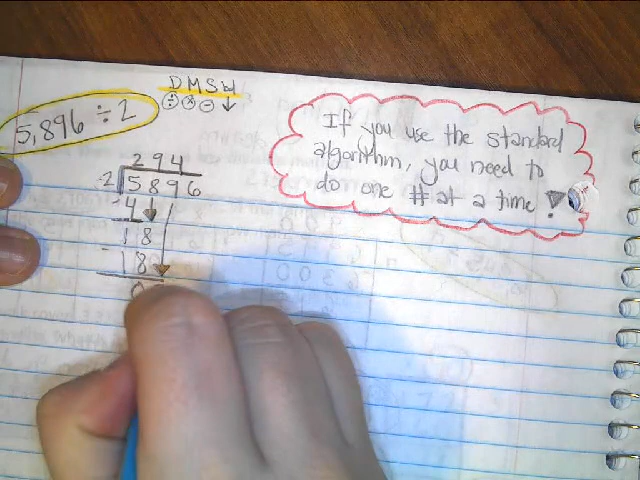 DMSW
÷ × - ↓
5,896 ÷ 2
If you use the standard
algorithm, you need to
do one # at a time!
294
2 5896
- 4
18
- 18
0